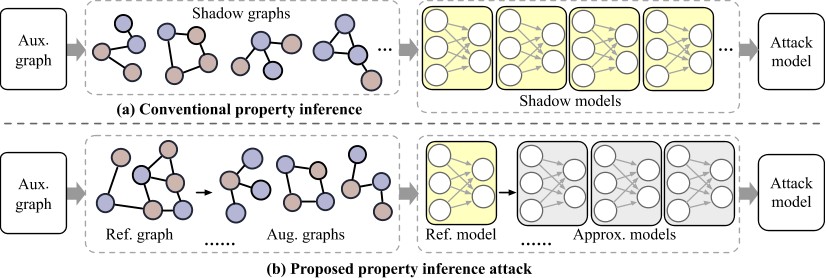 Shadow graphs
Aux.
graph
...
...
Attack
model
Shadow models
(a) Conventional property inference
Aux.
graph
Attack
model
Ref. graph
......
Aug. graphs
Ref. model
......
Approx. models
(b) Proposed property inference attack